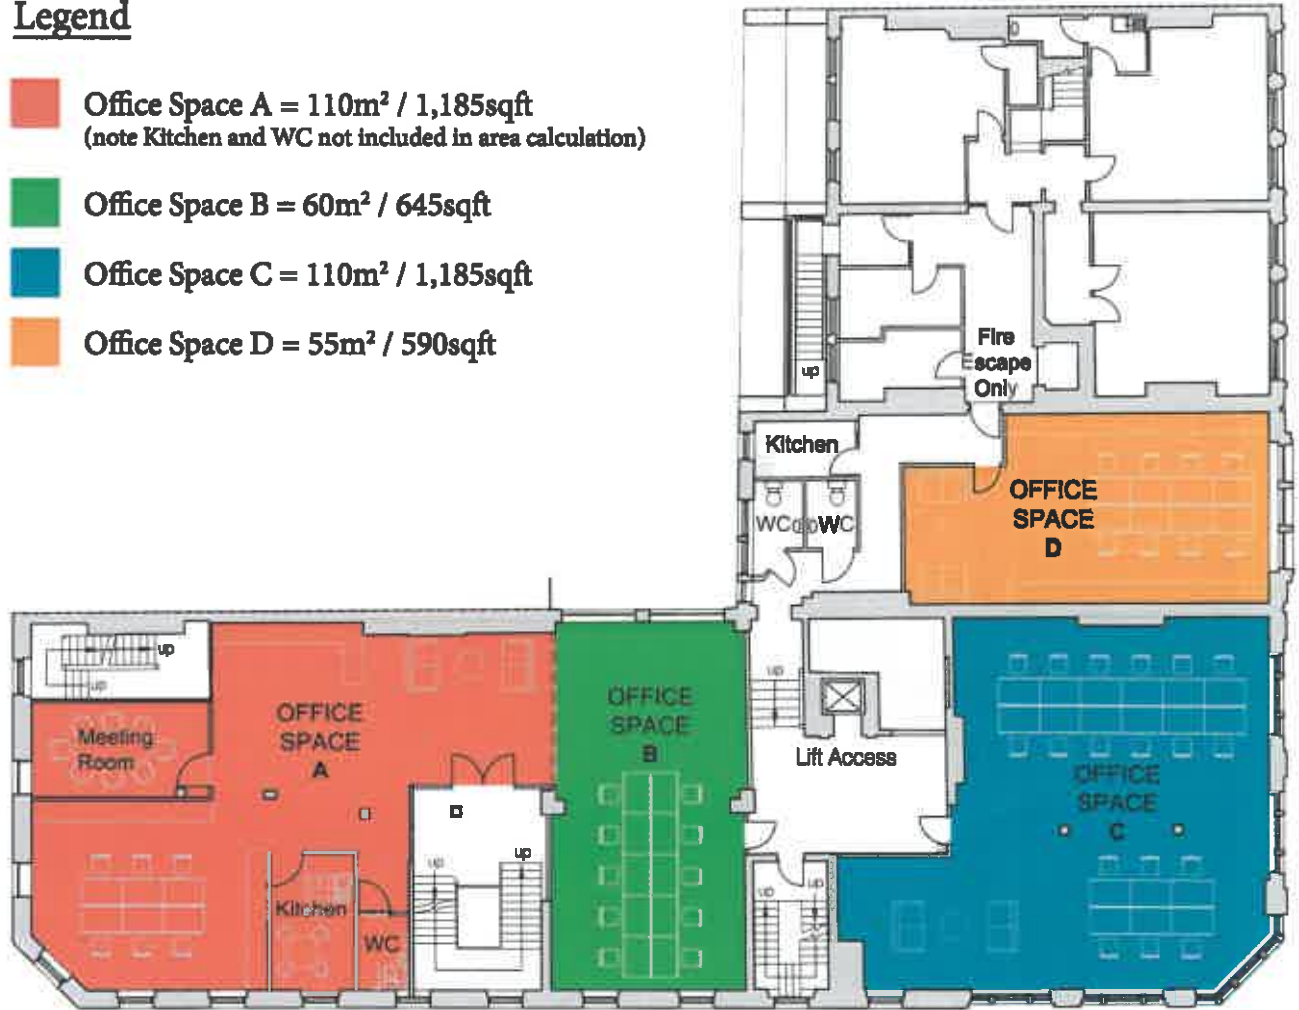 Legend
Office Space A = 110m² / 1,185sqft
(note Kitchen and WC not included in area calculation)
Office Space B = 60m² / 645sqft
Office Space C = 110m² / 1,185sqft
Office Space D = 55m² / 590sqft
Fire
Escape
Only
up
Kitchen
WC
WC
OFFICE
SPACE
D
up
up
Meeting
Room
OFFICE
SPACE
A
OFFICE
SPACE
B
up
Lift Access
OFFICE
SPACE
C
up
up
up
up
Kitchen
WC